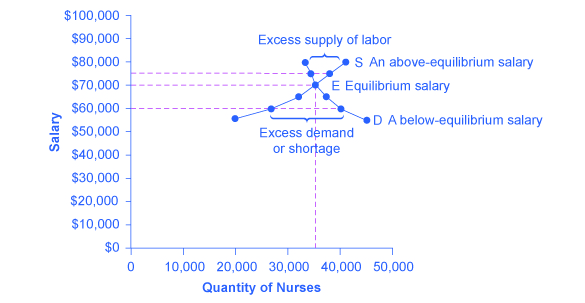 $100,000
$90,000
Excess supply of labor
$80,000
S An above-equilibrium salary
$70,000
E Equilibrium salary
$60,000
D A below-equilibrium salary
$50,000
Excess demand
or shortage
$40,000
$30,000
$20,000
$10,000
$0
Salary
0 10,000 20,000 30,000 40,000 50,000
Quantity of Nurses